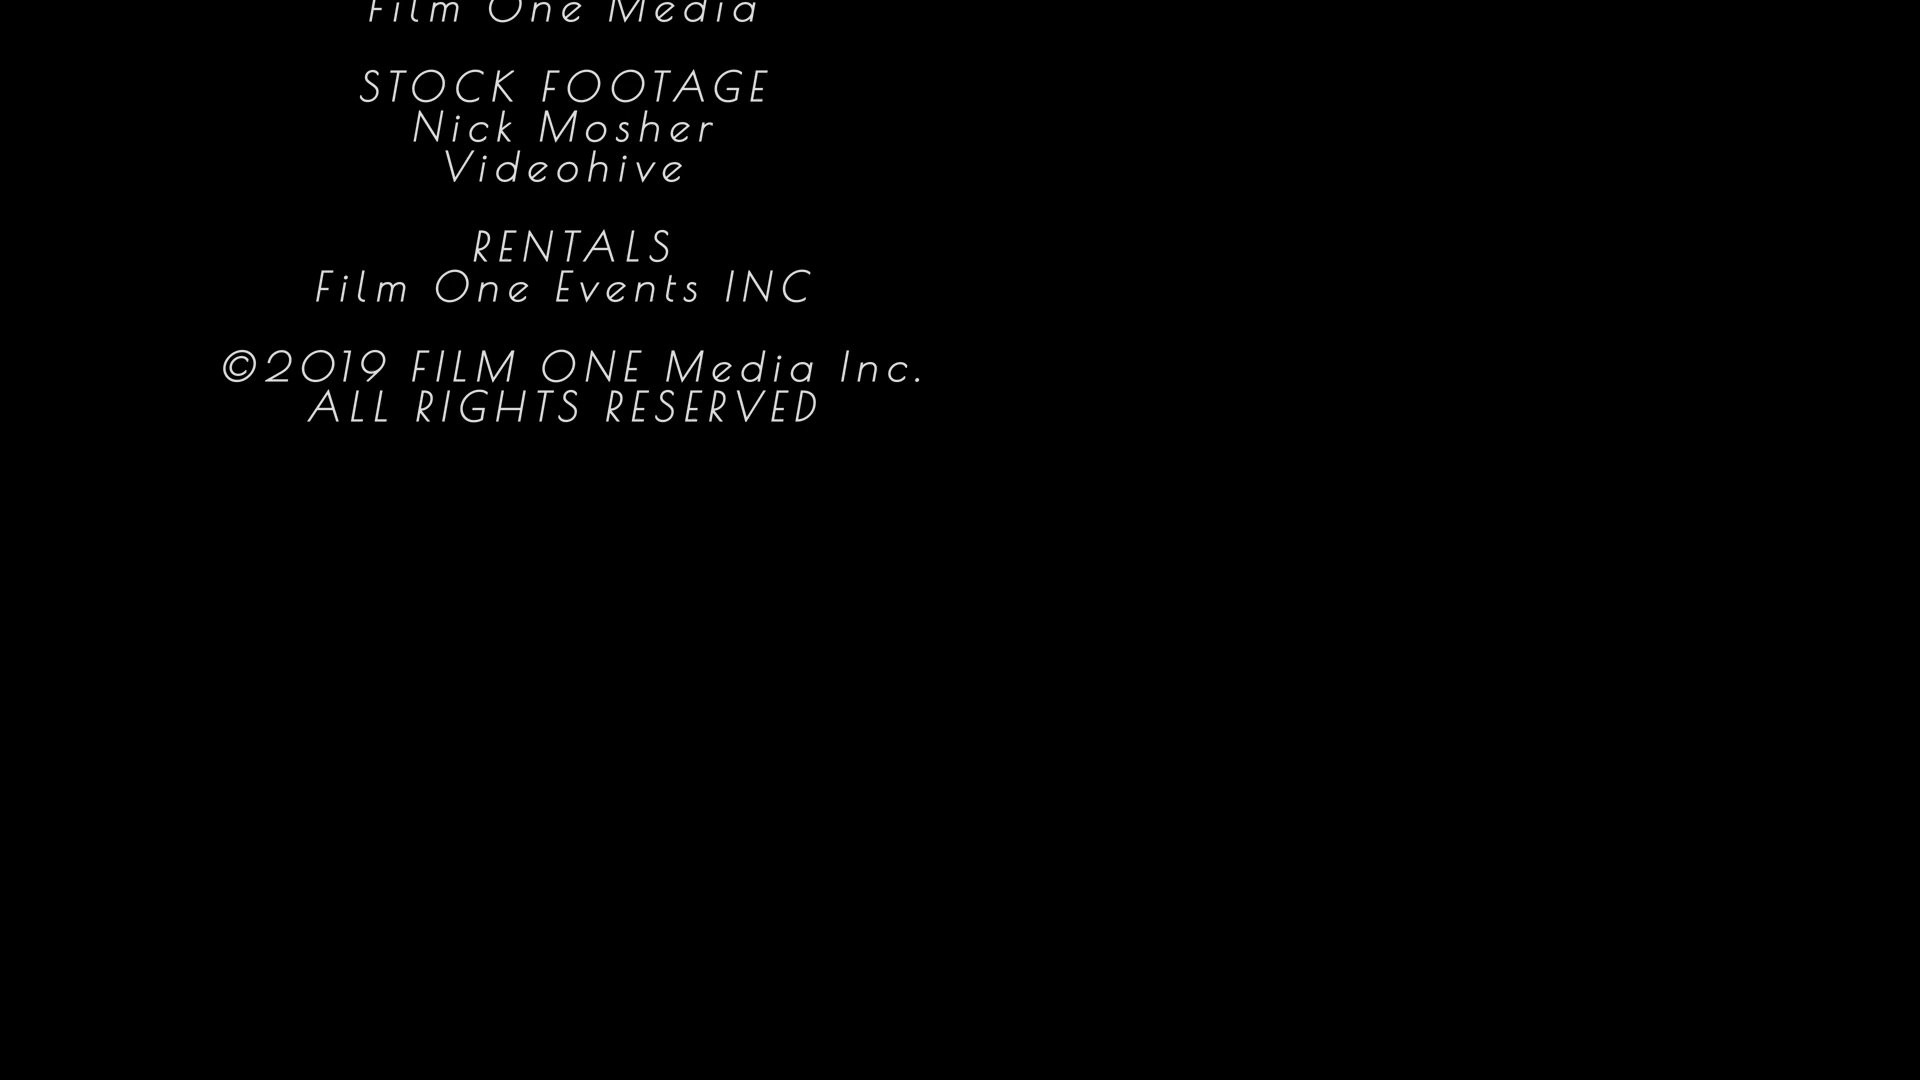 Film One Media
STOCK FOOTAGE
Nick Mosher
Videohive
RENTALS
Film One Events INC
©2019 FILM ONE Media Inc.
ALL RIGHTS RESERVED